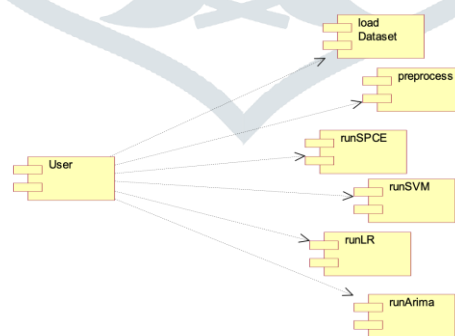 load
Dataset
preprocess
runSPCE
User
runSVM
runLR
runArima